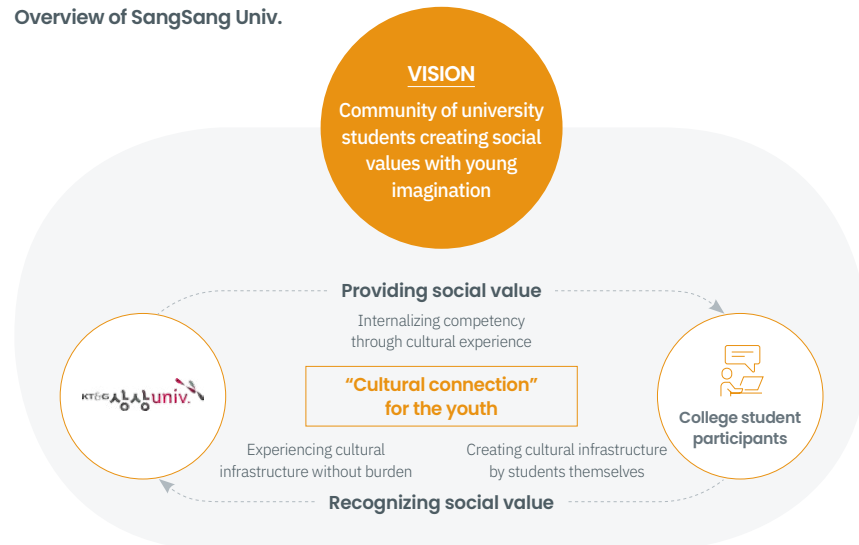 Overview of SangSang Univ.
VISION
Community of university
students creating social
values with young
imagination
Providing social value
Internalizing competency
through cultural experience
KT&G 상상univ.
"Cultural connection"
for the youth
College student
participants
Experiencing cultural
infrastructure without burden
Creating cultural infrastructure
by students themselves
Recognizing social value